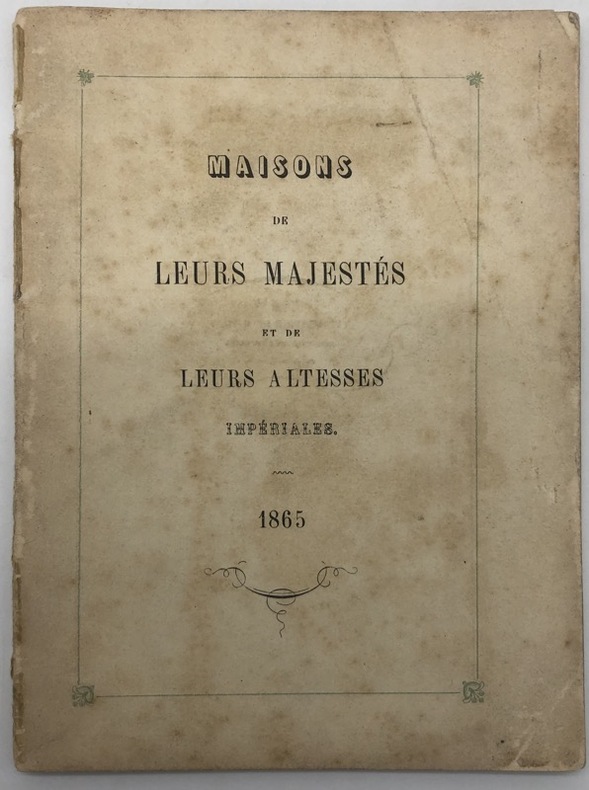 MAISONS
DE
LEURS MAJESTÉS
ET DE
LEURS ALTESSES
IMPÉRIALES.
1865